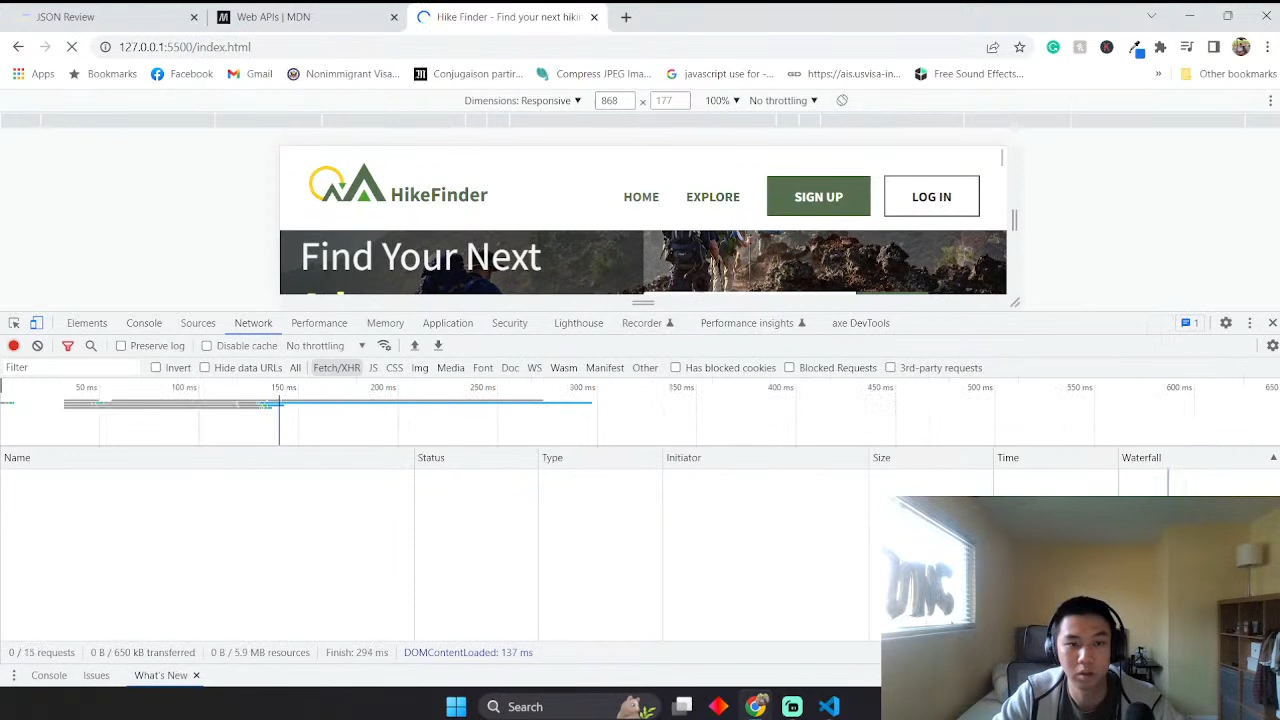 JSON Review
Web APIs | MDN
Hike Finder - Find your next hikin
127.0.0.1:5500/index.html
Apps Bookmarks Facebook Gmail Nonimmigrant Visa... Conjugaison partir... Compress JPEG Ima... javascript use for -... https://ais.usvisa-in... Free Sound Effects... » Other bookmarks
Dimensions: Responsive 868 × 177 100% No throttling
HikeFinder HOME EXPLORE SIGN UP LOG IN
Find Your Next
Elements Console Sources Network Performance Memory Application Security Lighthouse Recorder Performance insights axe DevTools 1
Preserve log Disable cache No throttling
Filter Invert Hide data URLs All Fetch/XHR JS CSS Img Media Font Doc WS Wasm Manifest Other Has blocked cookies Blocked Requests 3rd-party requests
50 ms 100 ms 150 ms 200 ms 250 ms 300 ms 350 ms 400 ms 450 ms 500 ms 550 ms 600 ms 650
Name Status Type Initiator Size Time Waterfall
0 / 15 requests 0 B / 650 kB transferred 0 B / 5.9 MB resources Finish: 294 ms DOMContentLoaded: 137 ms
Console Issues What's New
Search